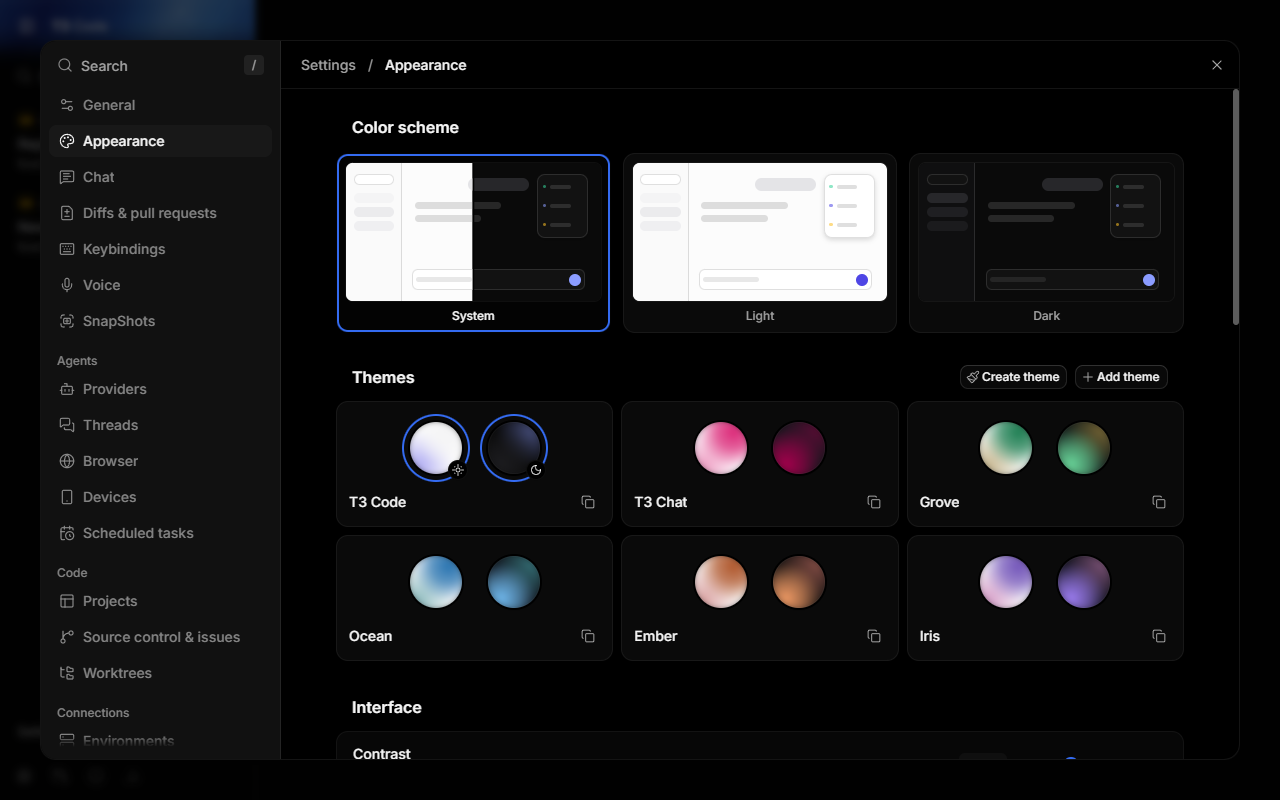 Search /
General
Appearance
Chat
Diffs & pull requests
Keybindings
Voice
SnapShots
Agents
Providers
Threads
Browser
Devices
Scheduled tasks
Code
Projects
Source control & issues
Worktrees
Connections
Environments
Settings / Appearance
Color scheme
System
Light
Dark
Themes
Create theme
Add theme
T3 Code
T3 Chat
Grove
Ocean
Ember
Iris
Interface
Contrast